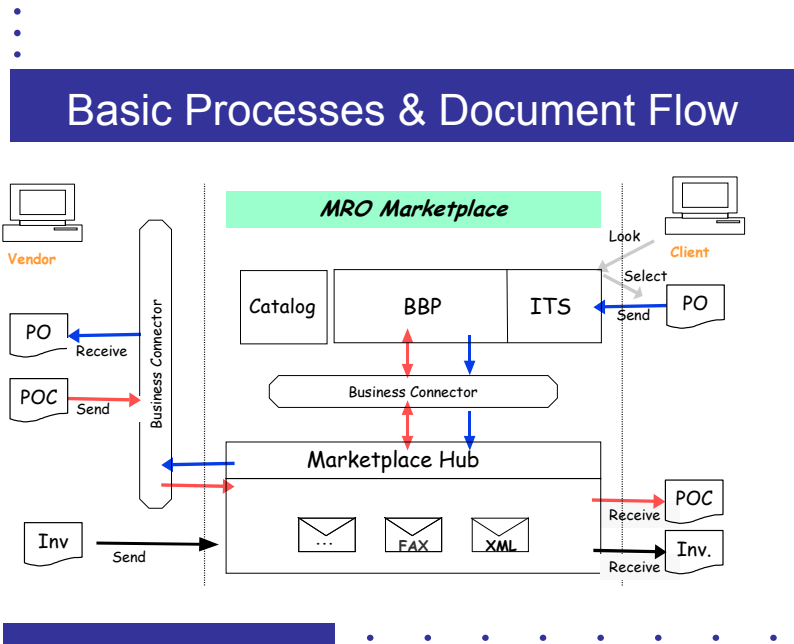 Basic Processes & Document Flow
MRO Marketplace
Vendor
Look
Client
Select
Catalog
BBP
ITS
PO
Send
PO
Receive
Business Connector
POC
Send
Business Connector
Marketplace Hub
POC
Receive
Inv
Send
...
FAX
XML
Inv.
Receive